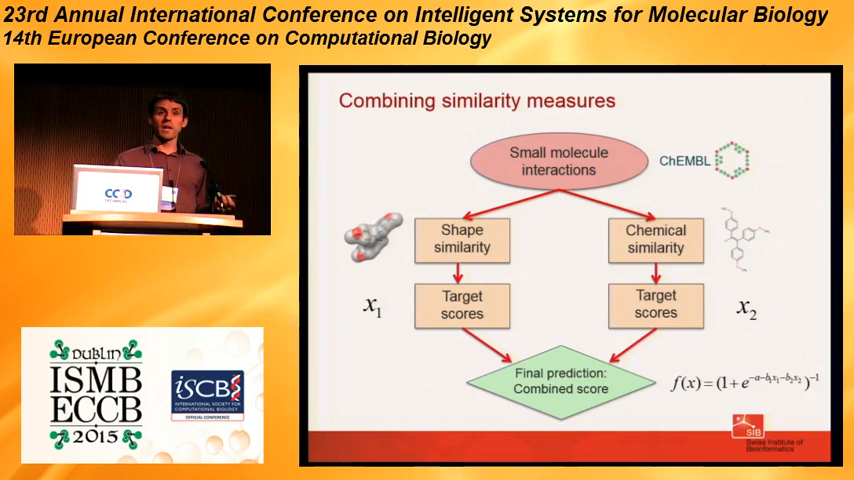 23rd Annual International Conference on Intelligent Systems for Molecular Biology
14th European Conference on Computational Biology
Combining similarity measures
Small molecule
interactions
ChEMBL
Shape
similarity
Chemical
similarity
Target
scores
Target
scores
x₁
x₂
Final prediction:
Combined score
f(x) = (1 + e^{-a-b₁x₁-b₂x₂})^{-1}
SIB
Swiss Institute of
Bioinformatics
DUBLIN
ISMB
ECCB
2015
ISCB
INTERNATIONAL SOCIETY FOR
COMPUTATIONAL BIOLOGY
OFFICIAL CONFERENCE